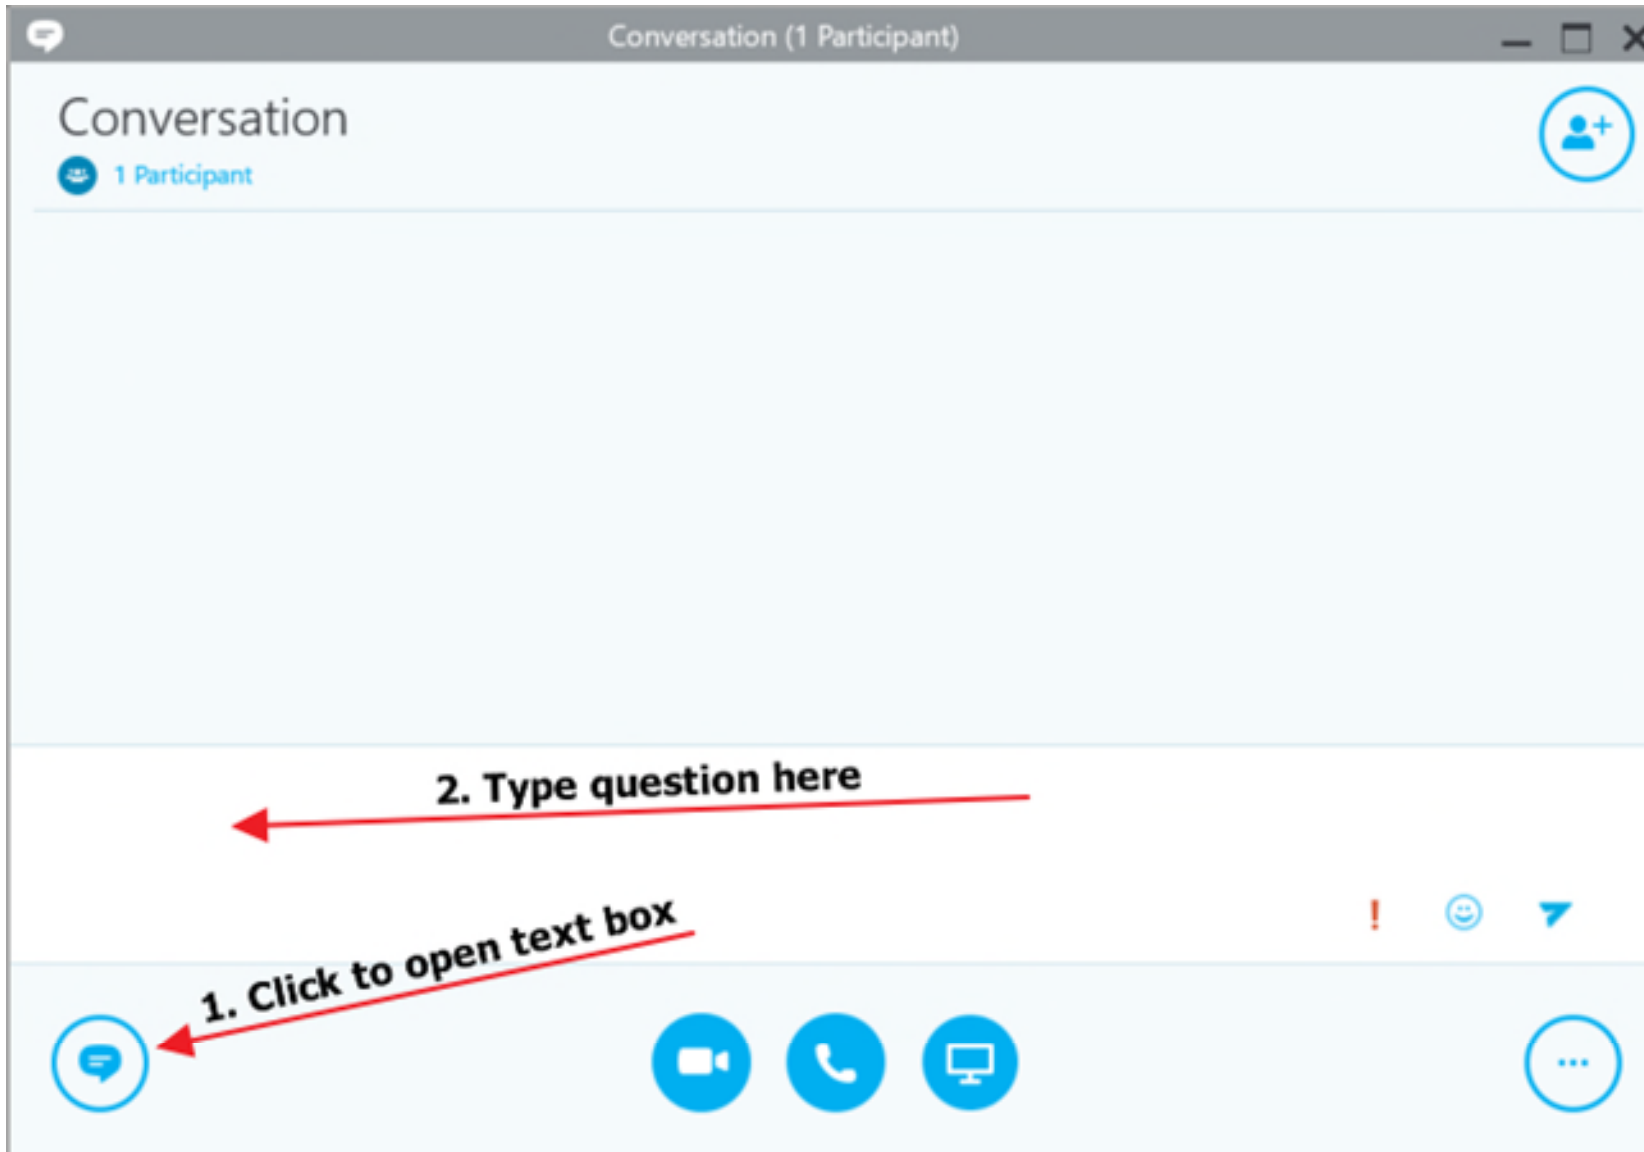 Conversation (1 Participant)
Conversation
1 Participant
2. Type question here
1. Click to open text box